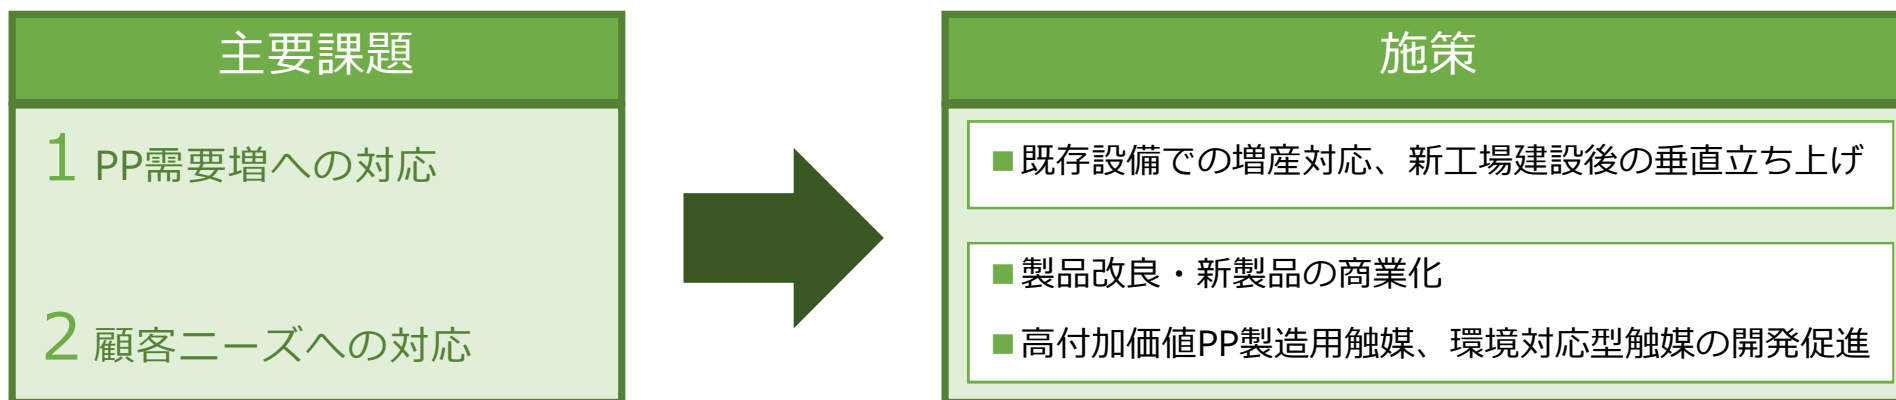 主要課題
1 PP需要増への対応
2 顧客ニーズへの対応
施策
■既存設備での増産対応、新工場建設後の垂直立ち上げ
■製品改良・新製品の商業化
■高付加価値PP製造用触媒、環境対応型触媒の開発促進